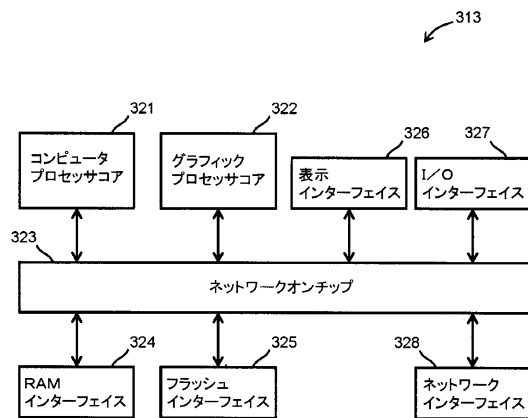 313
321
322
326
327
コンピュータ
プロセッサコア
グラフィック
プロセッサコア
表示
インターフェイス
I/O
インターフェイス
323
ネットワークオンチップ
324
325
328
RAM
インターフェイス
フラッシュ
インターフェイス
ネットワーク
インターフェイス